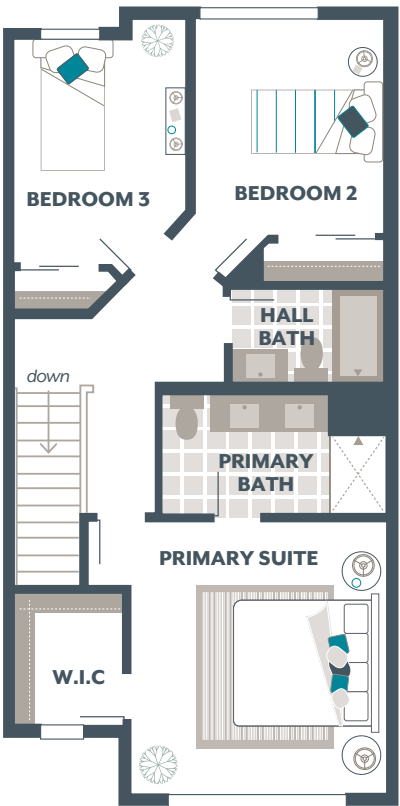 BEDROOM 3
BEDROOM 2
HALL
BATH
down
PRIMARY
BATH
PRIMARY SUITE
W.I.C